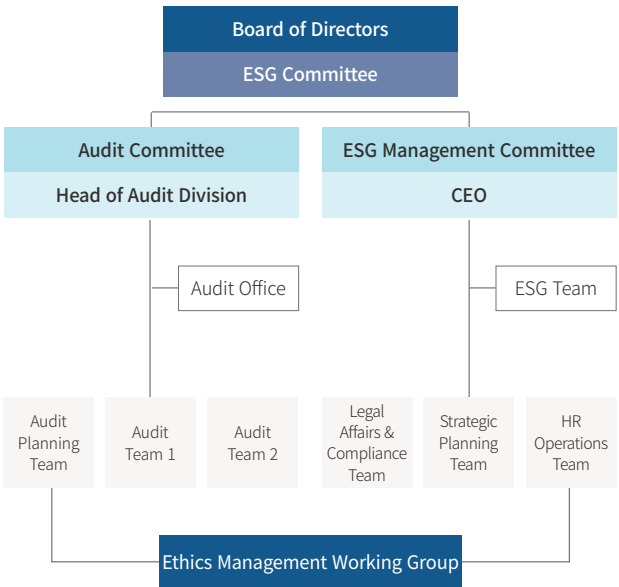 Board of Directors
ESG Committee
Audit Committee
Head of Audit Division
ESG Management Committee
CEO
Audit Office
ESG Team
Audit
Planning
Team
Audit
Team 1
Audit
Team 2
Legal
Affairs &
Compliance
Team
Strategic
Planning
Team
HR
Operations
Team
Ethics Management Working Group